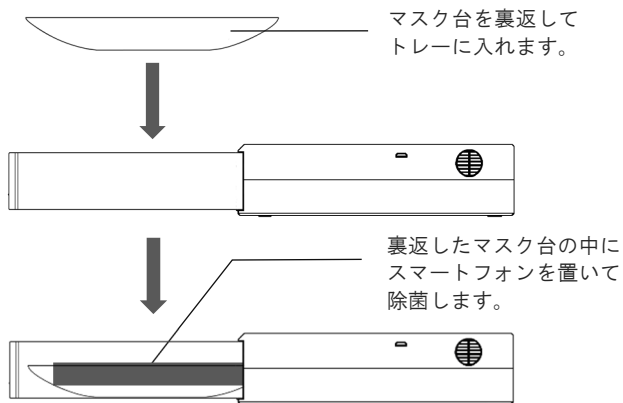 マスク台を裏返して
トレーに入れます。
裏返したマスク台の中に
スマートフォンを置いて
除菌します。